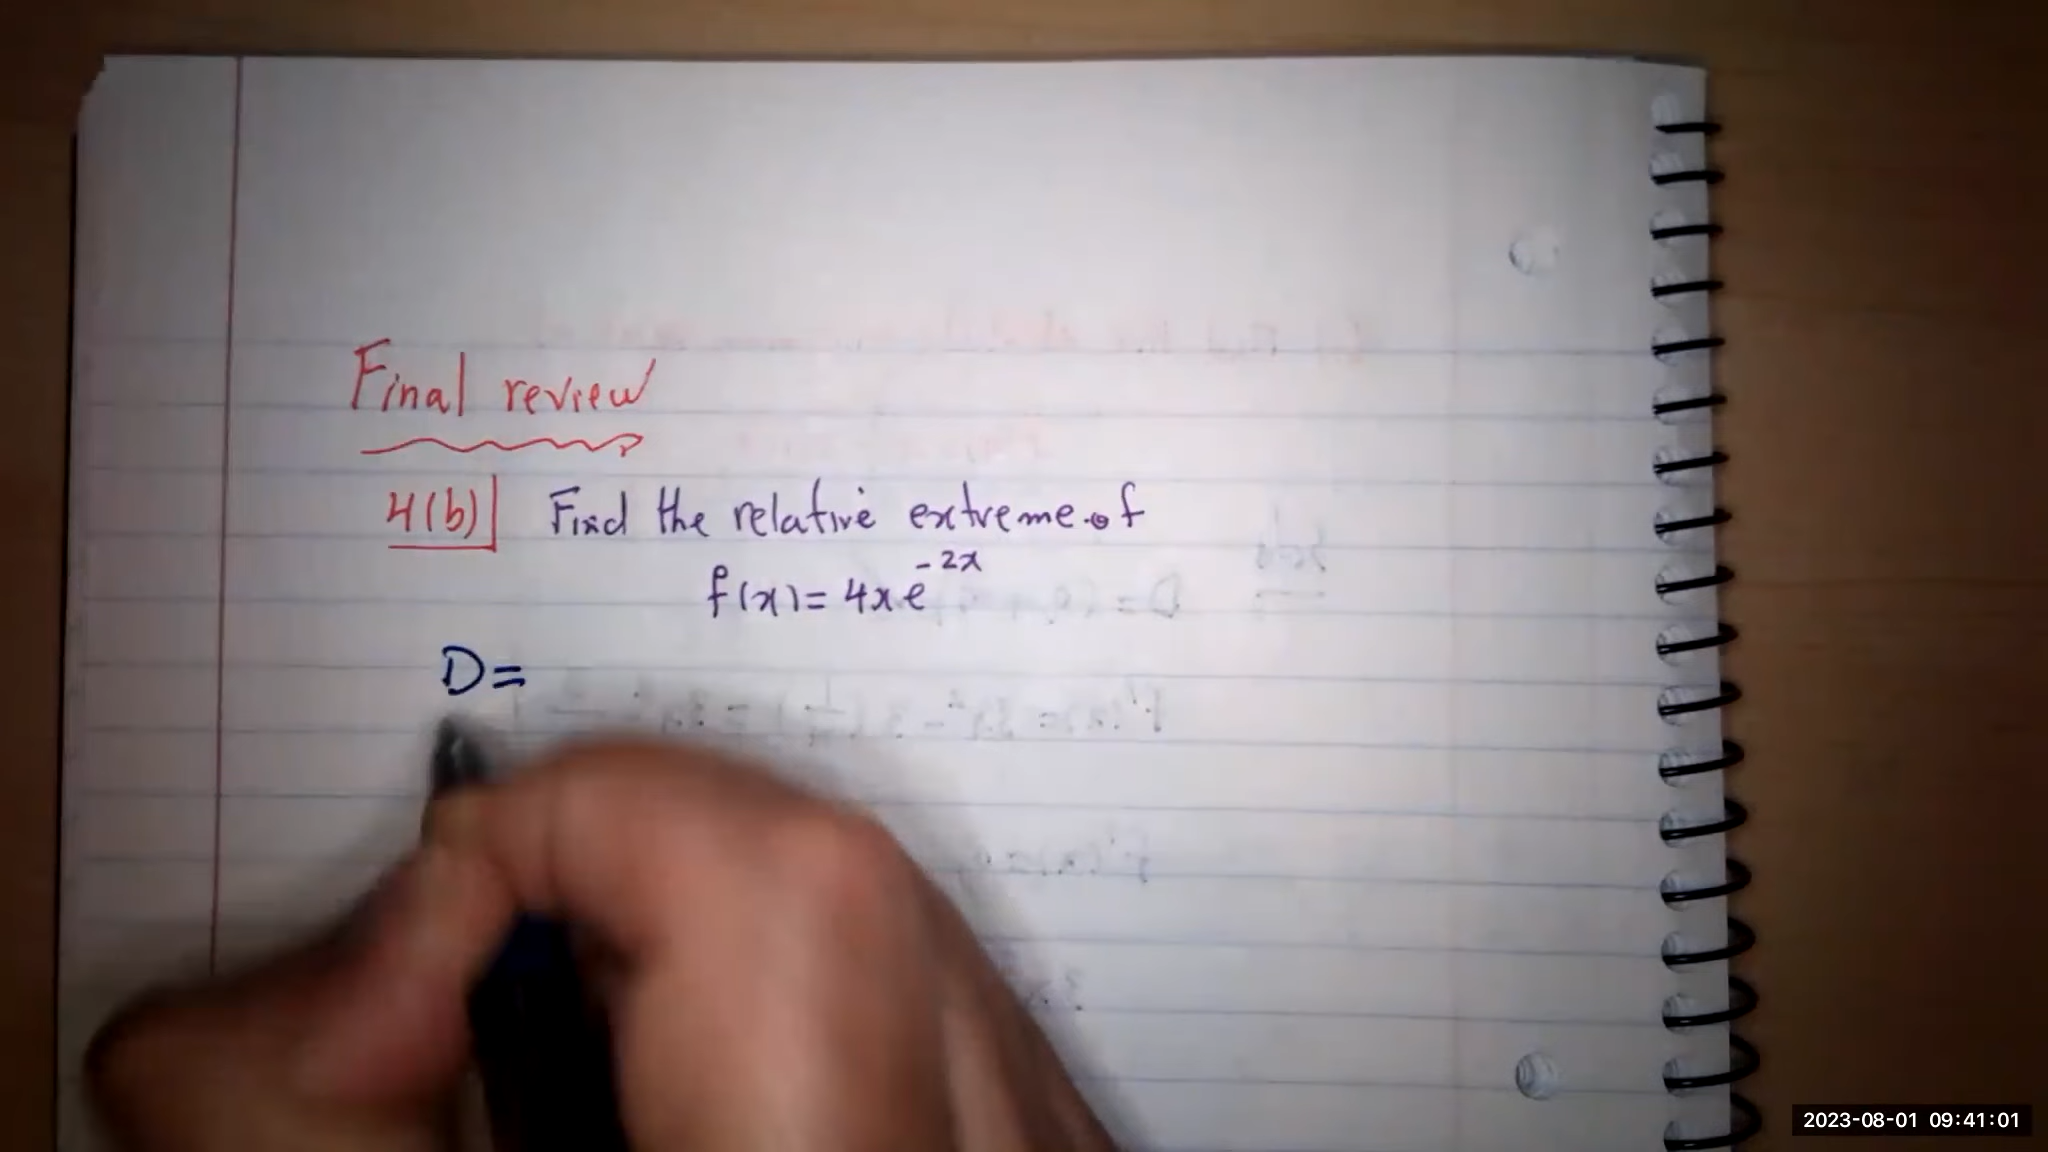 Final review
4(b) Find the relative extreme of
f(x) = 4xe^{-2x}
D=
2023-08-01 09:41:01